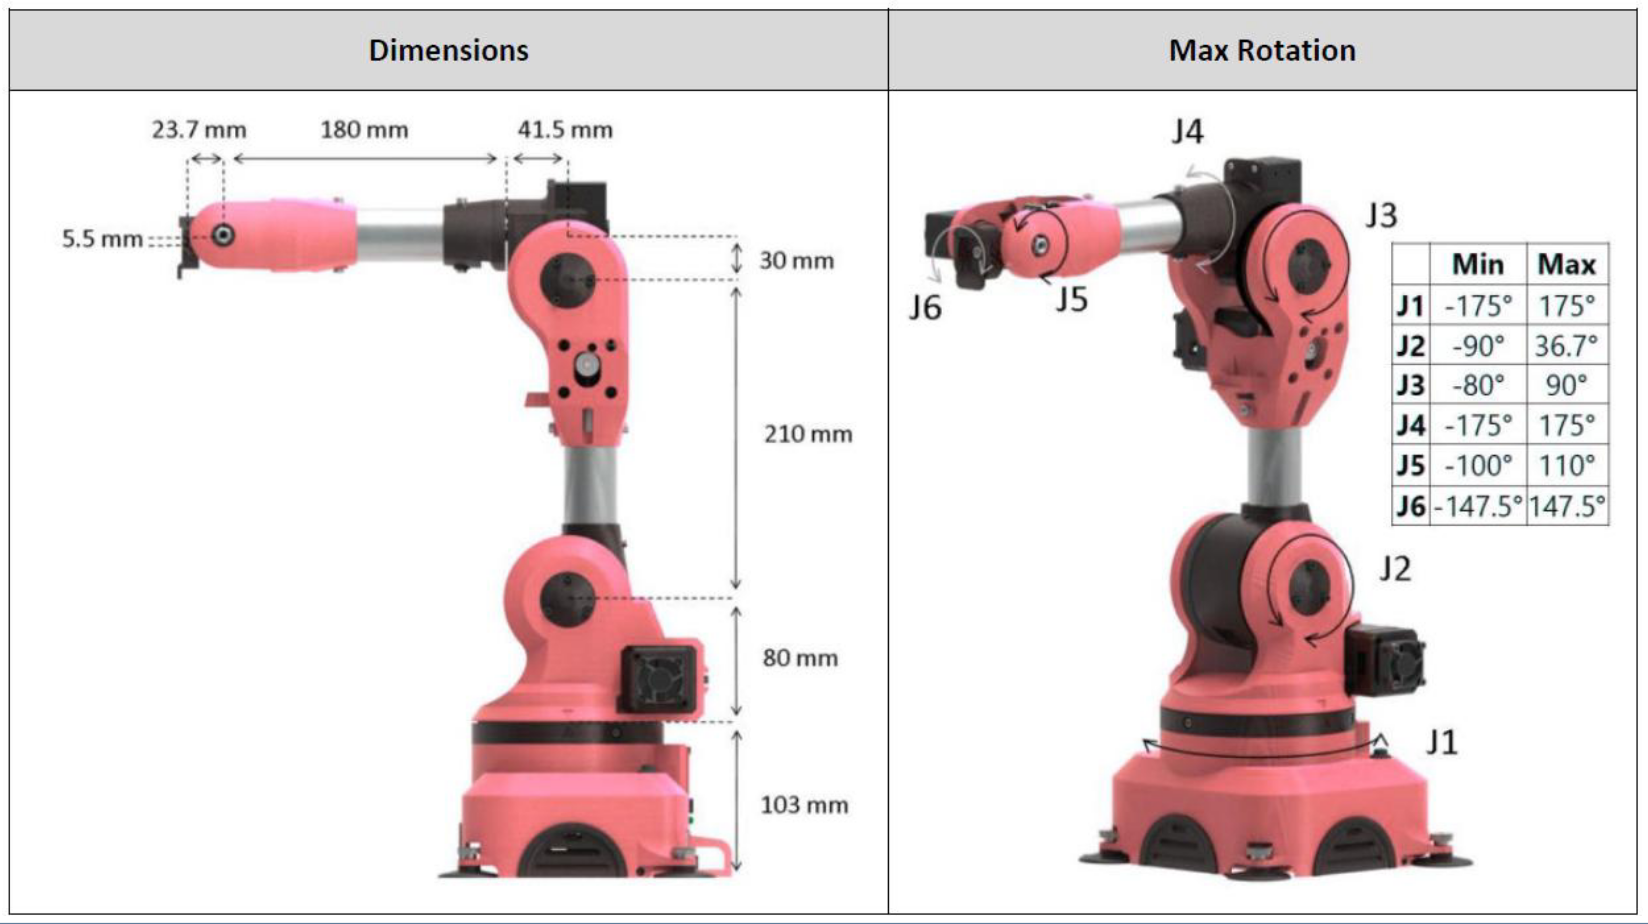 Dimensions
Max Rotation
23.7 mm 180 mm 41.5 mm
5.5 mm
30 mm
210 mm
80 mm
103 mm
J4
J3
J6
J5
J2
J1
Min Max
J1 -175° 175°
J2 -90° 36.7°
J3 -80° 90°
J4 -175° 175°
J5 -100° 110°
J6 -147.5° 147.5°